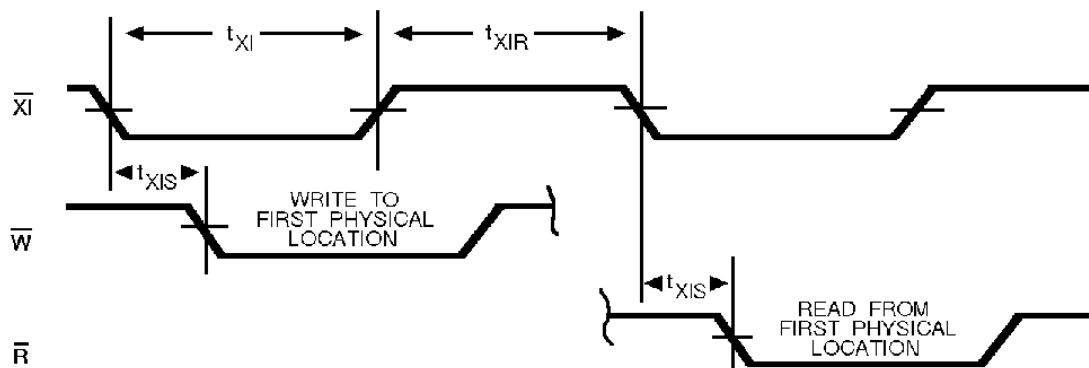 tXI
tXIR
XI
tXIS
WRITE TO
FIRST PHYSICAL
LOCATION
W
tXIS
READ FROM
FIRST PHYSICAL
LOCATION
R